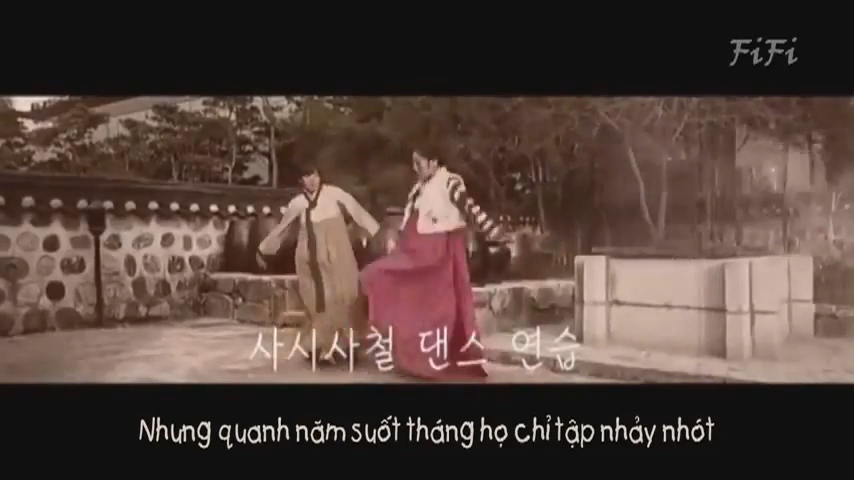 FiFi
사시사철 댄스 연습
Nhưng quanh năm suốt tháng họ chỉ tập nhảy nhót